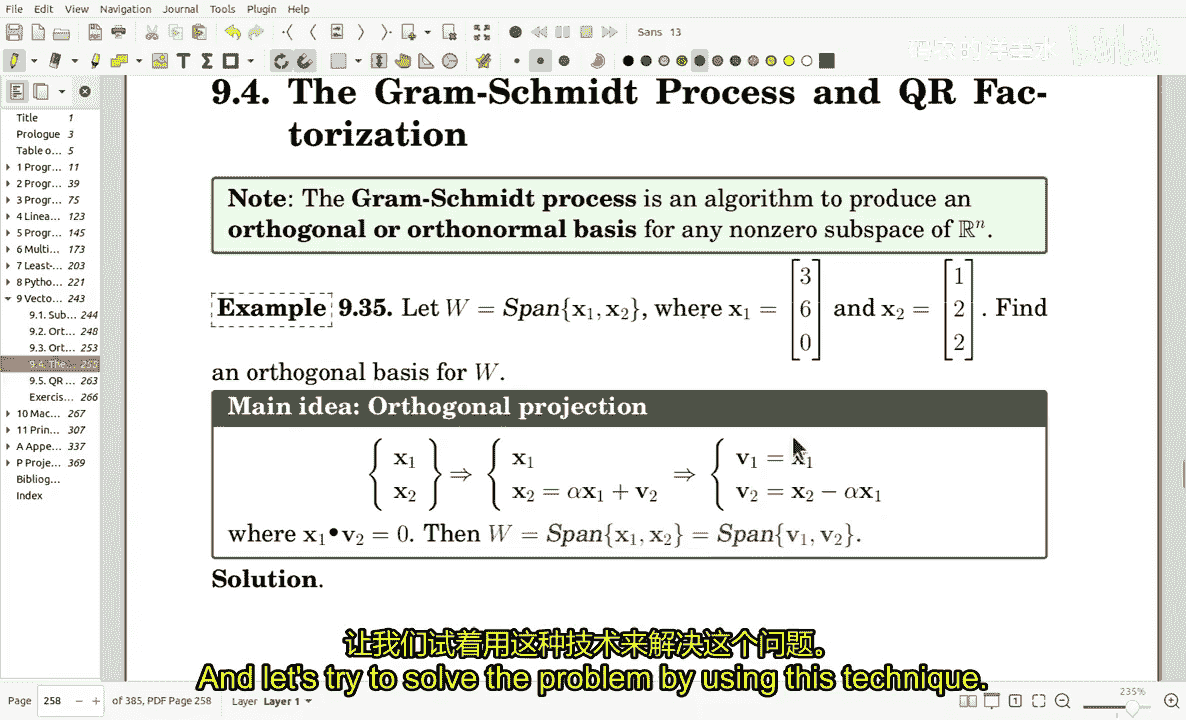 File Edit View Navigation Journal Tools Plugin Help
Sans 13
Title 1
Prologue 3
Table o... 5
1 Progr... 11
2 Progr... 39
3 Progr... 75
4 Linea... 123
5 Progr... 145
6 Multi... 173
7 Least-... 203
8 Pytho... 221
9 Vecto... 243
9.1. Sub... 244
9.2. Ort... 248
9.3. Ort... 253
9.5. QR ... 263
Exercis... 266
10 Mac... 267
11 Prin... 307
A Appe... 337
P Proje... 369
Bibliog...
Index
9.4. The Gram-Schmidt Process and QR Fac-
torization
Note: The Gram-Schmidt process is an algorithm to produce an
orthogonal or orthonormal basis for any nonzero subspace of ℝⁿ.
Example 9.35. Let W = Span{x₁, x₂}, where x₁ = [3 6 0] and x₂ = [1 2 2]. Find
an orthogonal basis for W.
Main idea: Orthogonal projection
{x₁ x₂} ⇒ { x₁ x₂ = αx₁ + v₂ ⇒ { v₁ = x₁ v₂ = x₂ − αx₁
where x₁•v₂ = 0. Then W = Span{x₁, x₂} = Span{v₁, v₂}.
Solution.
让我们试着用这种技术来解决这个问题。
And let's try to solve the problem by using this technique.
Page 258 − + of 385, PDF Page 258 Layer Layer 1 235%